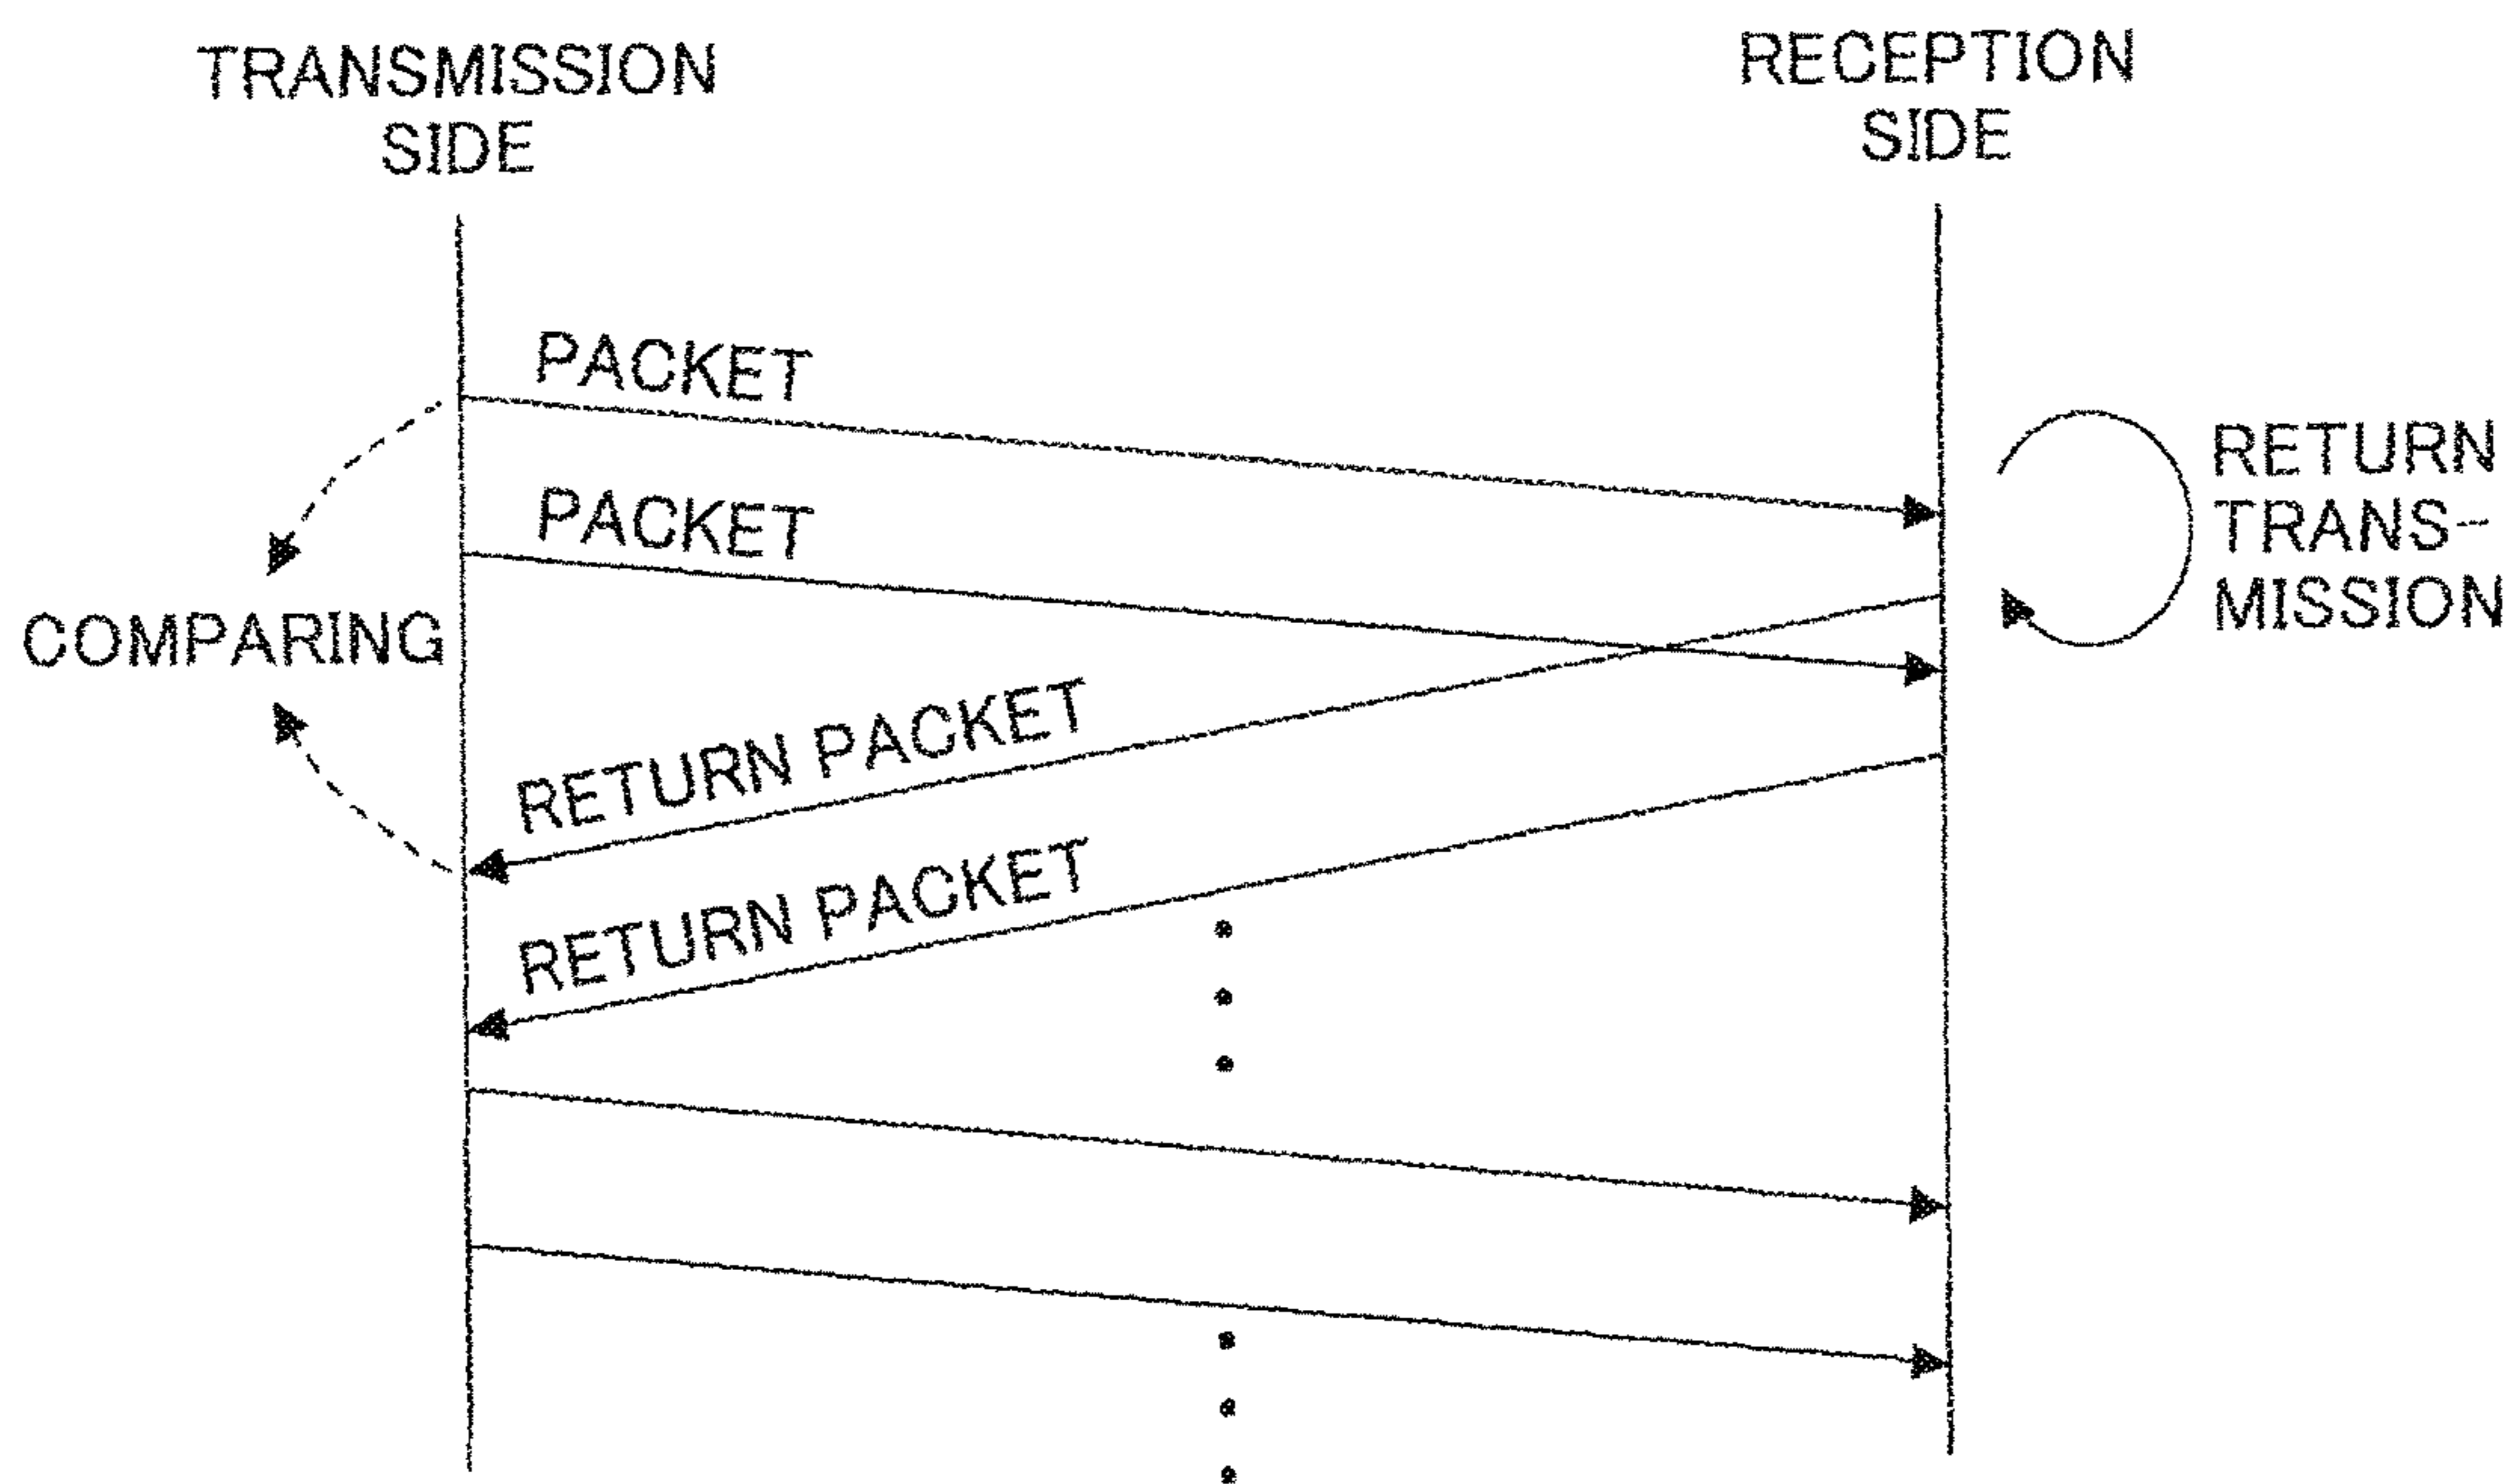 TRANSMISSION
SIDE
RECEPTION
SIDE
PACKET
RETURN
TRANS-
MISSION
PACKET
COMPARING
RETURN PACKET
RETURN PACKET